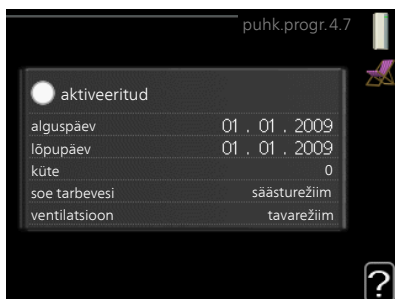 puhk.progr. 4.7
aktiveeritud
alguspäev 01 . 01 . 2009
lõpupäev 01 . 01 . 2009
küte 0
soe tarbevesi säästurežiim
ventilatsioon tavarežiim
?